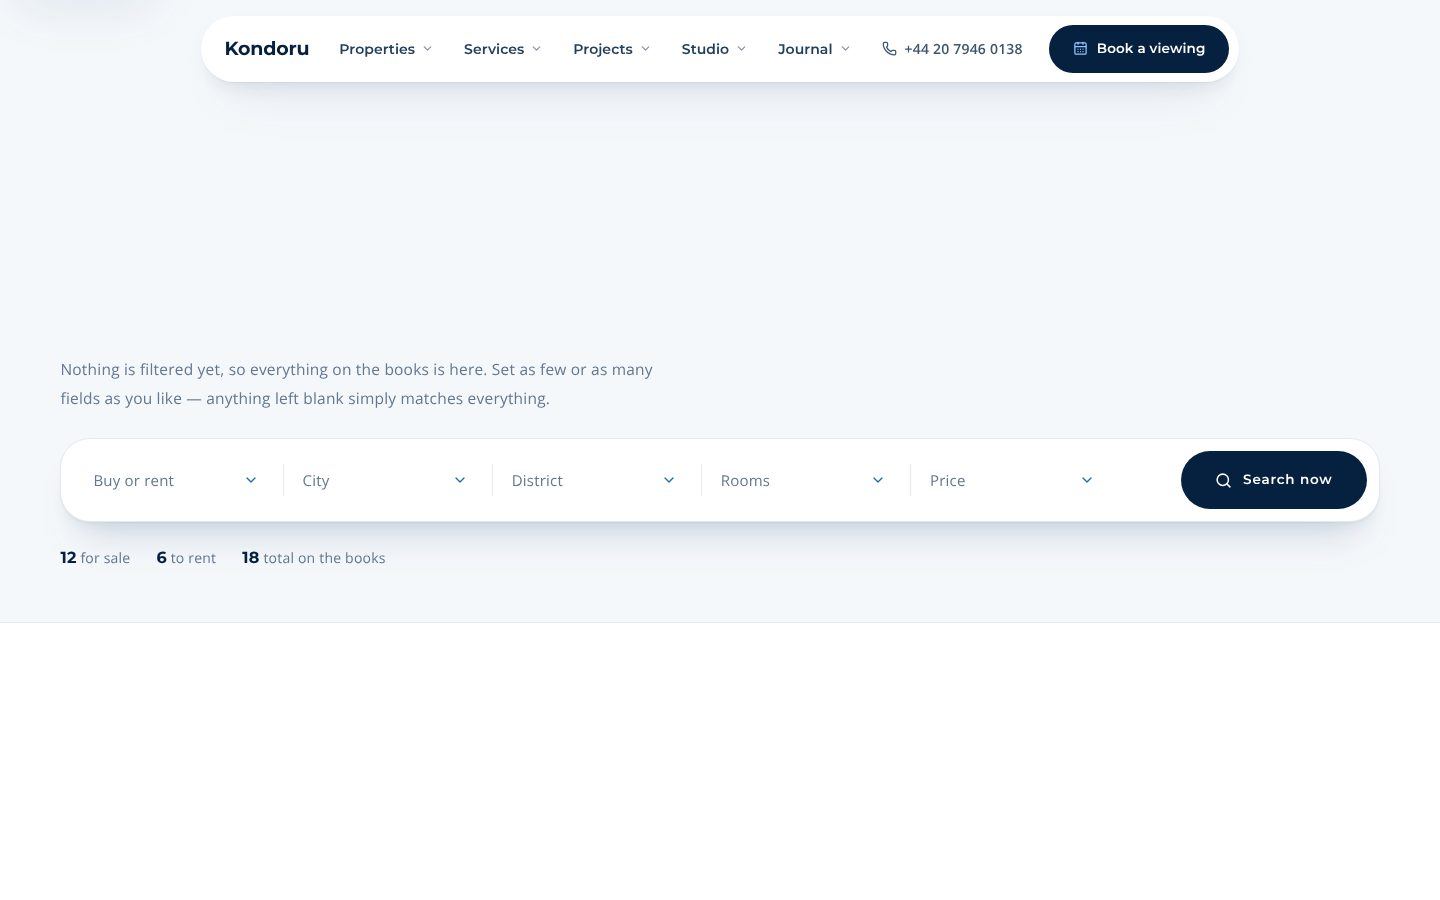 Kondoru
Properties
Services
Projects
Studio
Journal
+44 20 7946 0138
Book a viewing
Nothing is filtered yet, so everything on the books is here. Set as few or as many
fields as you like — anything left blank simply matches everything.
Buy or rent
City
District
Rooms
Price
Search now
12 for sale
6 to rent
18 total on the books